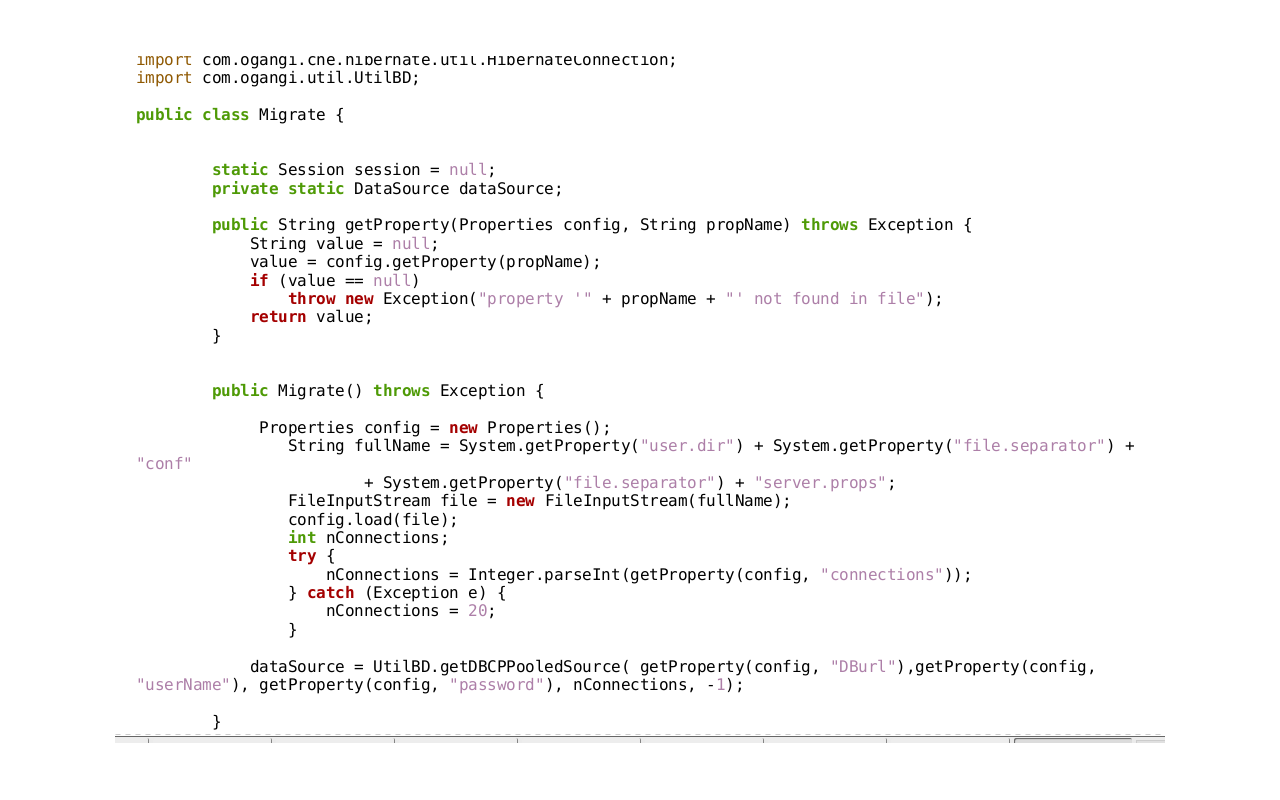 import com.ogangi.cne.hibernate.util.HibernateConnection;
import com.ogangi.util.UtilBD;
public class Migrate {
static Session session = null;
private static DataSource dataSource;
public String getProperty(Properties config, String propName) throws Exception {
String value = null;
value = config.getProperty(propName);
if (value == null)
throw new Exception("property '" + propName + "' not found in file");
return value;
}
public Migrate() throws Exception {
Properties config = new Properties();
String fullName = System.getProperty("user.dir") + System.getProperty("file.separator") +
"conf"
+ System.getProperty("file.separator") + "server.props";
FileInputStream file = new FileInputStream(fullName);
config.load(file);
int nConnections;
try {
nConnections = Integer.parseInt(getProperty(config, "connections"));
} catch (Exception e) {
nConnections = 20;
}
dataSource = UtilBD.getDBCPPooledSource( getProperty(config, "DBurl"),getProperty(config,
"userName"), getProperty(config, "password"), nConnections, -1);
}